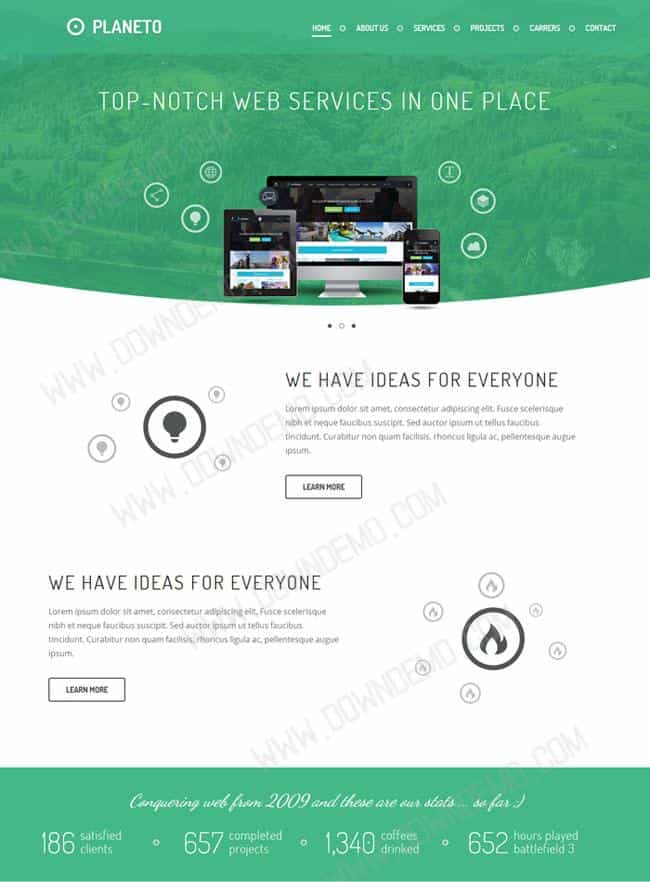 PLANETO
HOME ABOUT US SERVICES PROJECTS CARRERS CONTACT
TOP-NOTCH WEB SERVICES IN ONE PLACE
T
WE HAVE IDEAS FOR EVERYONE
Lorem ipsum dolor sit amet, consectetur adipiscing elit. Fusce scelerisque
nibh et neque faucibus suscipit. Sed auctor ipsum ut faucibus
tincidunt. Curabitur non quam facilisis, rhoncus ligula ac, pellentesque augue
ipsum.
LEARN MORE
WE HAVE IDEAS FOR EVERYONE
Lorem ipsum dolor sit amet, consectetur adipiscing elit. Fusce scelerisque
nibh et neque faucibus suscipit. Sed auctor ipsum ut faucibus
tincidunt. Curabitur non quam facilisis, rhoncus ligula ac, pellentesque augue
ipsum.
LEARN MORE
Conquering web from 2009 and these are our stats ... so far ;)
186 satisfied
clients
657 completed
projects
1,340 coffees
drinked
652 hours played
battlefield 3
WWW.DOWNDEMO.COM
WWW.DOWNDEMO.COM
WWW.DOWNDEMO.COM
WWW.DOWNDEMO.COM
WWW.DOWNDEMO.COM